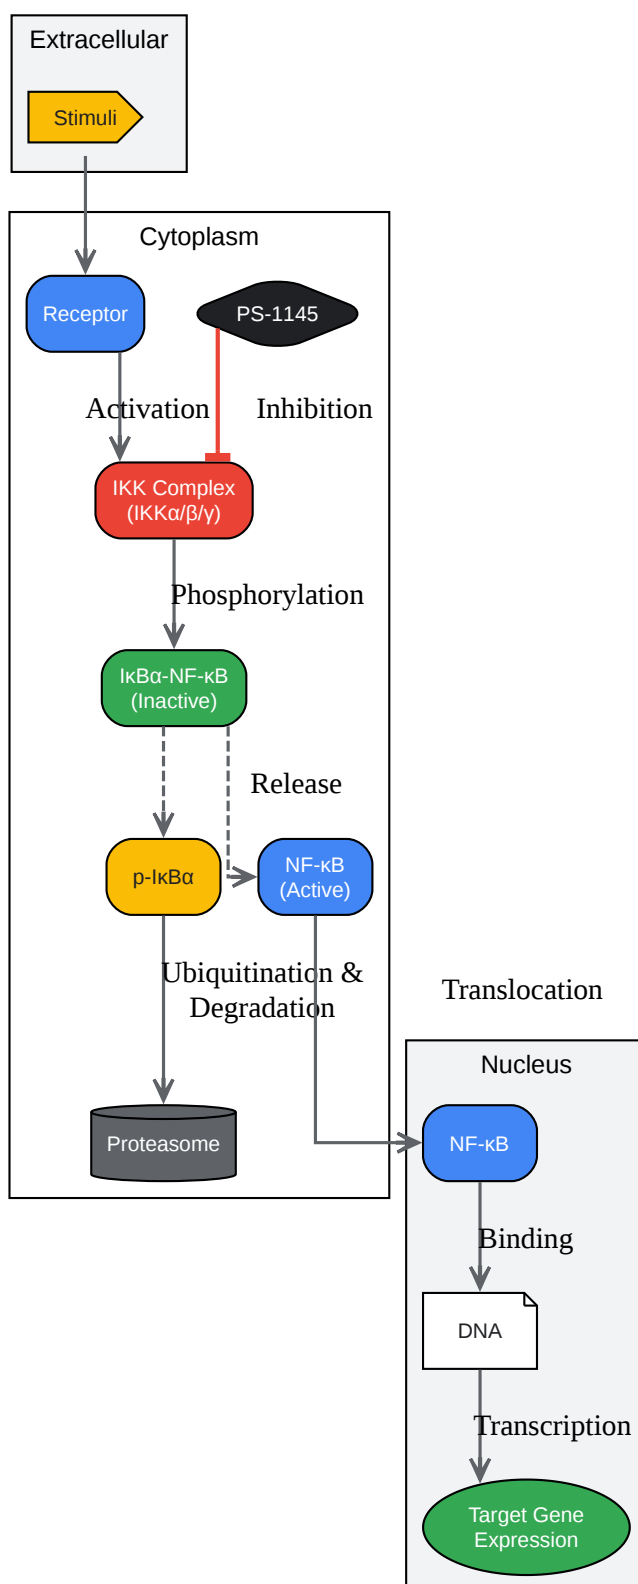 Extracellular
Stimuli
Cytoplasm
Receptor
PS-1145
Activation
Inhibition
IKK Complex
(IKKα/β/γ)
Phosphorylation
IκBα-NF-κB
(Inactive)
Release
p-IκBα
NF-κB
(Active)
Ubiquitination &
Degradation
Translocation
Nucleus
Proteasome
NF-κB
Binding
DNA
Transcription
Target Gene
Expression